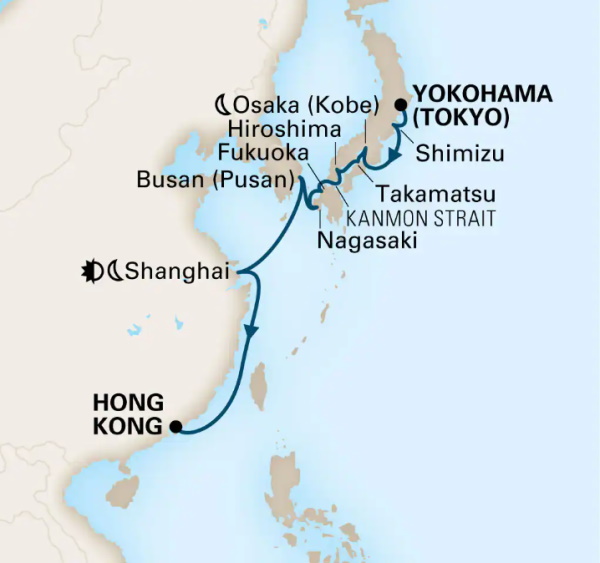 YOKOHAMA
(TOKYO)
Osaka (Kobe)
Hiroshima
Shimizu
Fukuoka
Busan (Pusan)
Takamatsu
KANMON STRAIT
Nagasaki
Shanghai
HONG
KONG